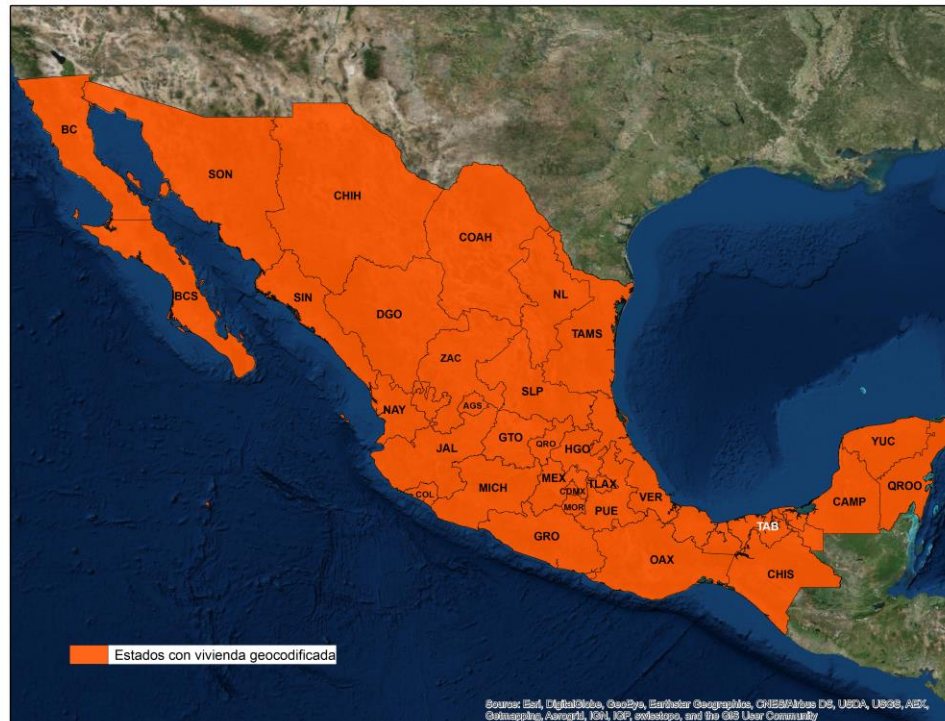 BC
SON
CHIH
COAH
BCS
SIN
DGO
NL
TAMS
ZAC
SLP
NAY
AGS
JAL
GTO
QRO
HGO
COL
MICH
MEX
CDMX
TLAX
MOR
PUE
VER
GRO
OAX
TAB
CHIS
CAMP
YUC
QROO
Estados con vivienda geocodificada
Source: Esri, DigitalGlobe, GeoEye, Earthstar Geographics, CNES/Airbus DS, USDA, USGS, AEX,
Getmapping, Aerogrid, IGN, IGP, swisstopo, and the GIS User Community